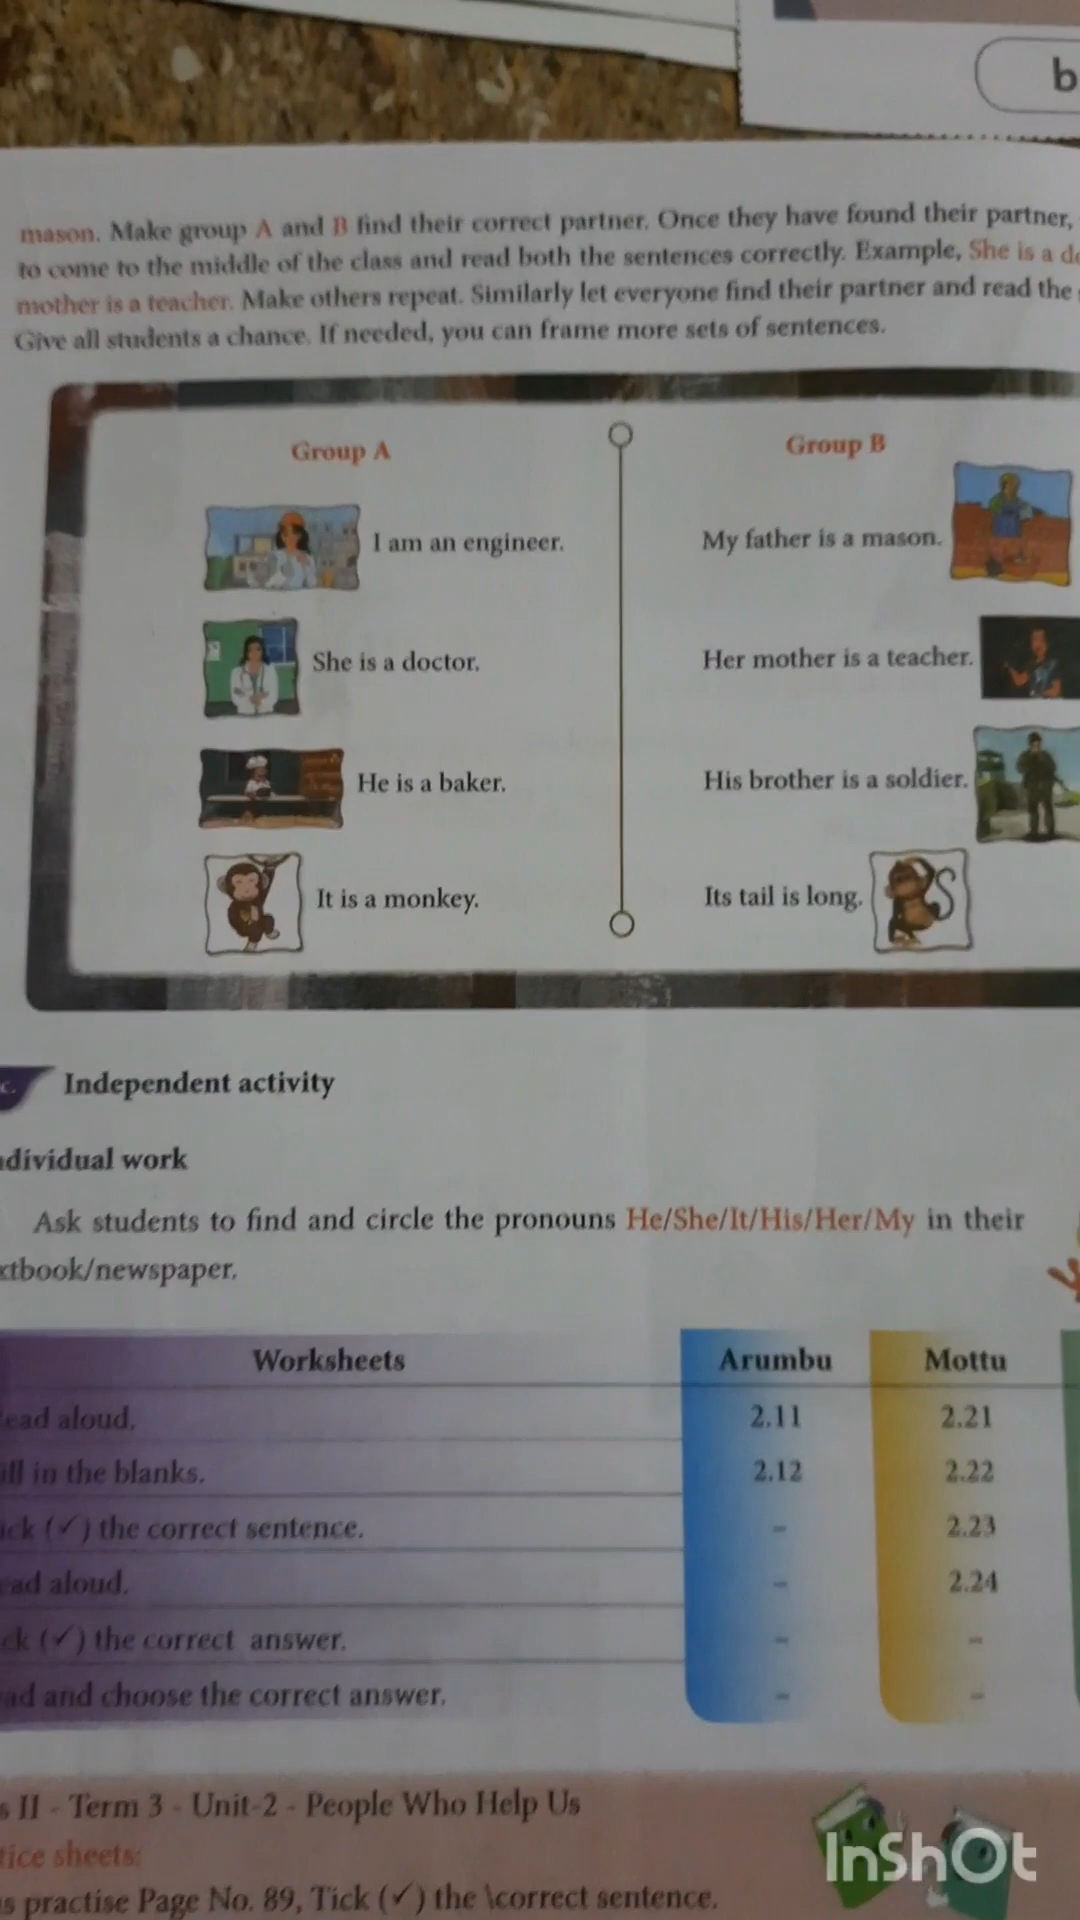 b
mason. Make group A and B find their correct partner. Once they have found their partner,
to come to the middle of the class and read both the sentences correctly. Example, She is a
mother is a teacher. Make others repeat. Similarly let everyone find their partner and read the
Give all students a chance. If needed, you can frame more sets of sentences.
Group A
Group B
I am an engineer.
My father is a mason.
She is a doctor.
Her mother is a teacher.
He is a baker.
His brother is a soldier.
It is a monkey.
Its tail is long.
c. Independent activity
dividual work
Ask students to find and circle the pronouns He/She/It/His/Her/My in their
xtbook/newspaper.
Worksheets Arumbu Mottu
ead aloud. 2.11 2.21
ill in the blanks. 2.12 2.22
ick (✓) the correct sentence. - 2.23
ead aloud. - 2.24
ck (✓) the correct answer. - -
ad and choose the correct answer. - -
s II - Term 3 - Unit-2 - People Who Help Us
tice sheets:
s practise Page No. 89, Tick (✓) the \correct sentence.
InShOt